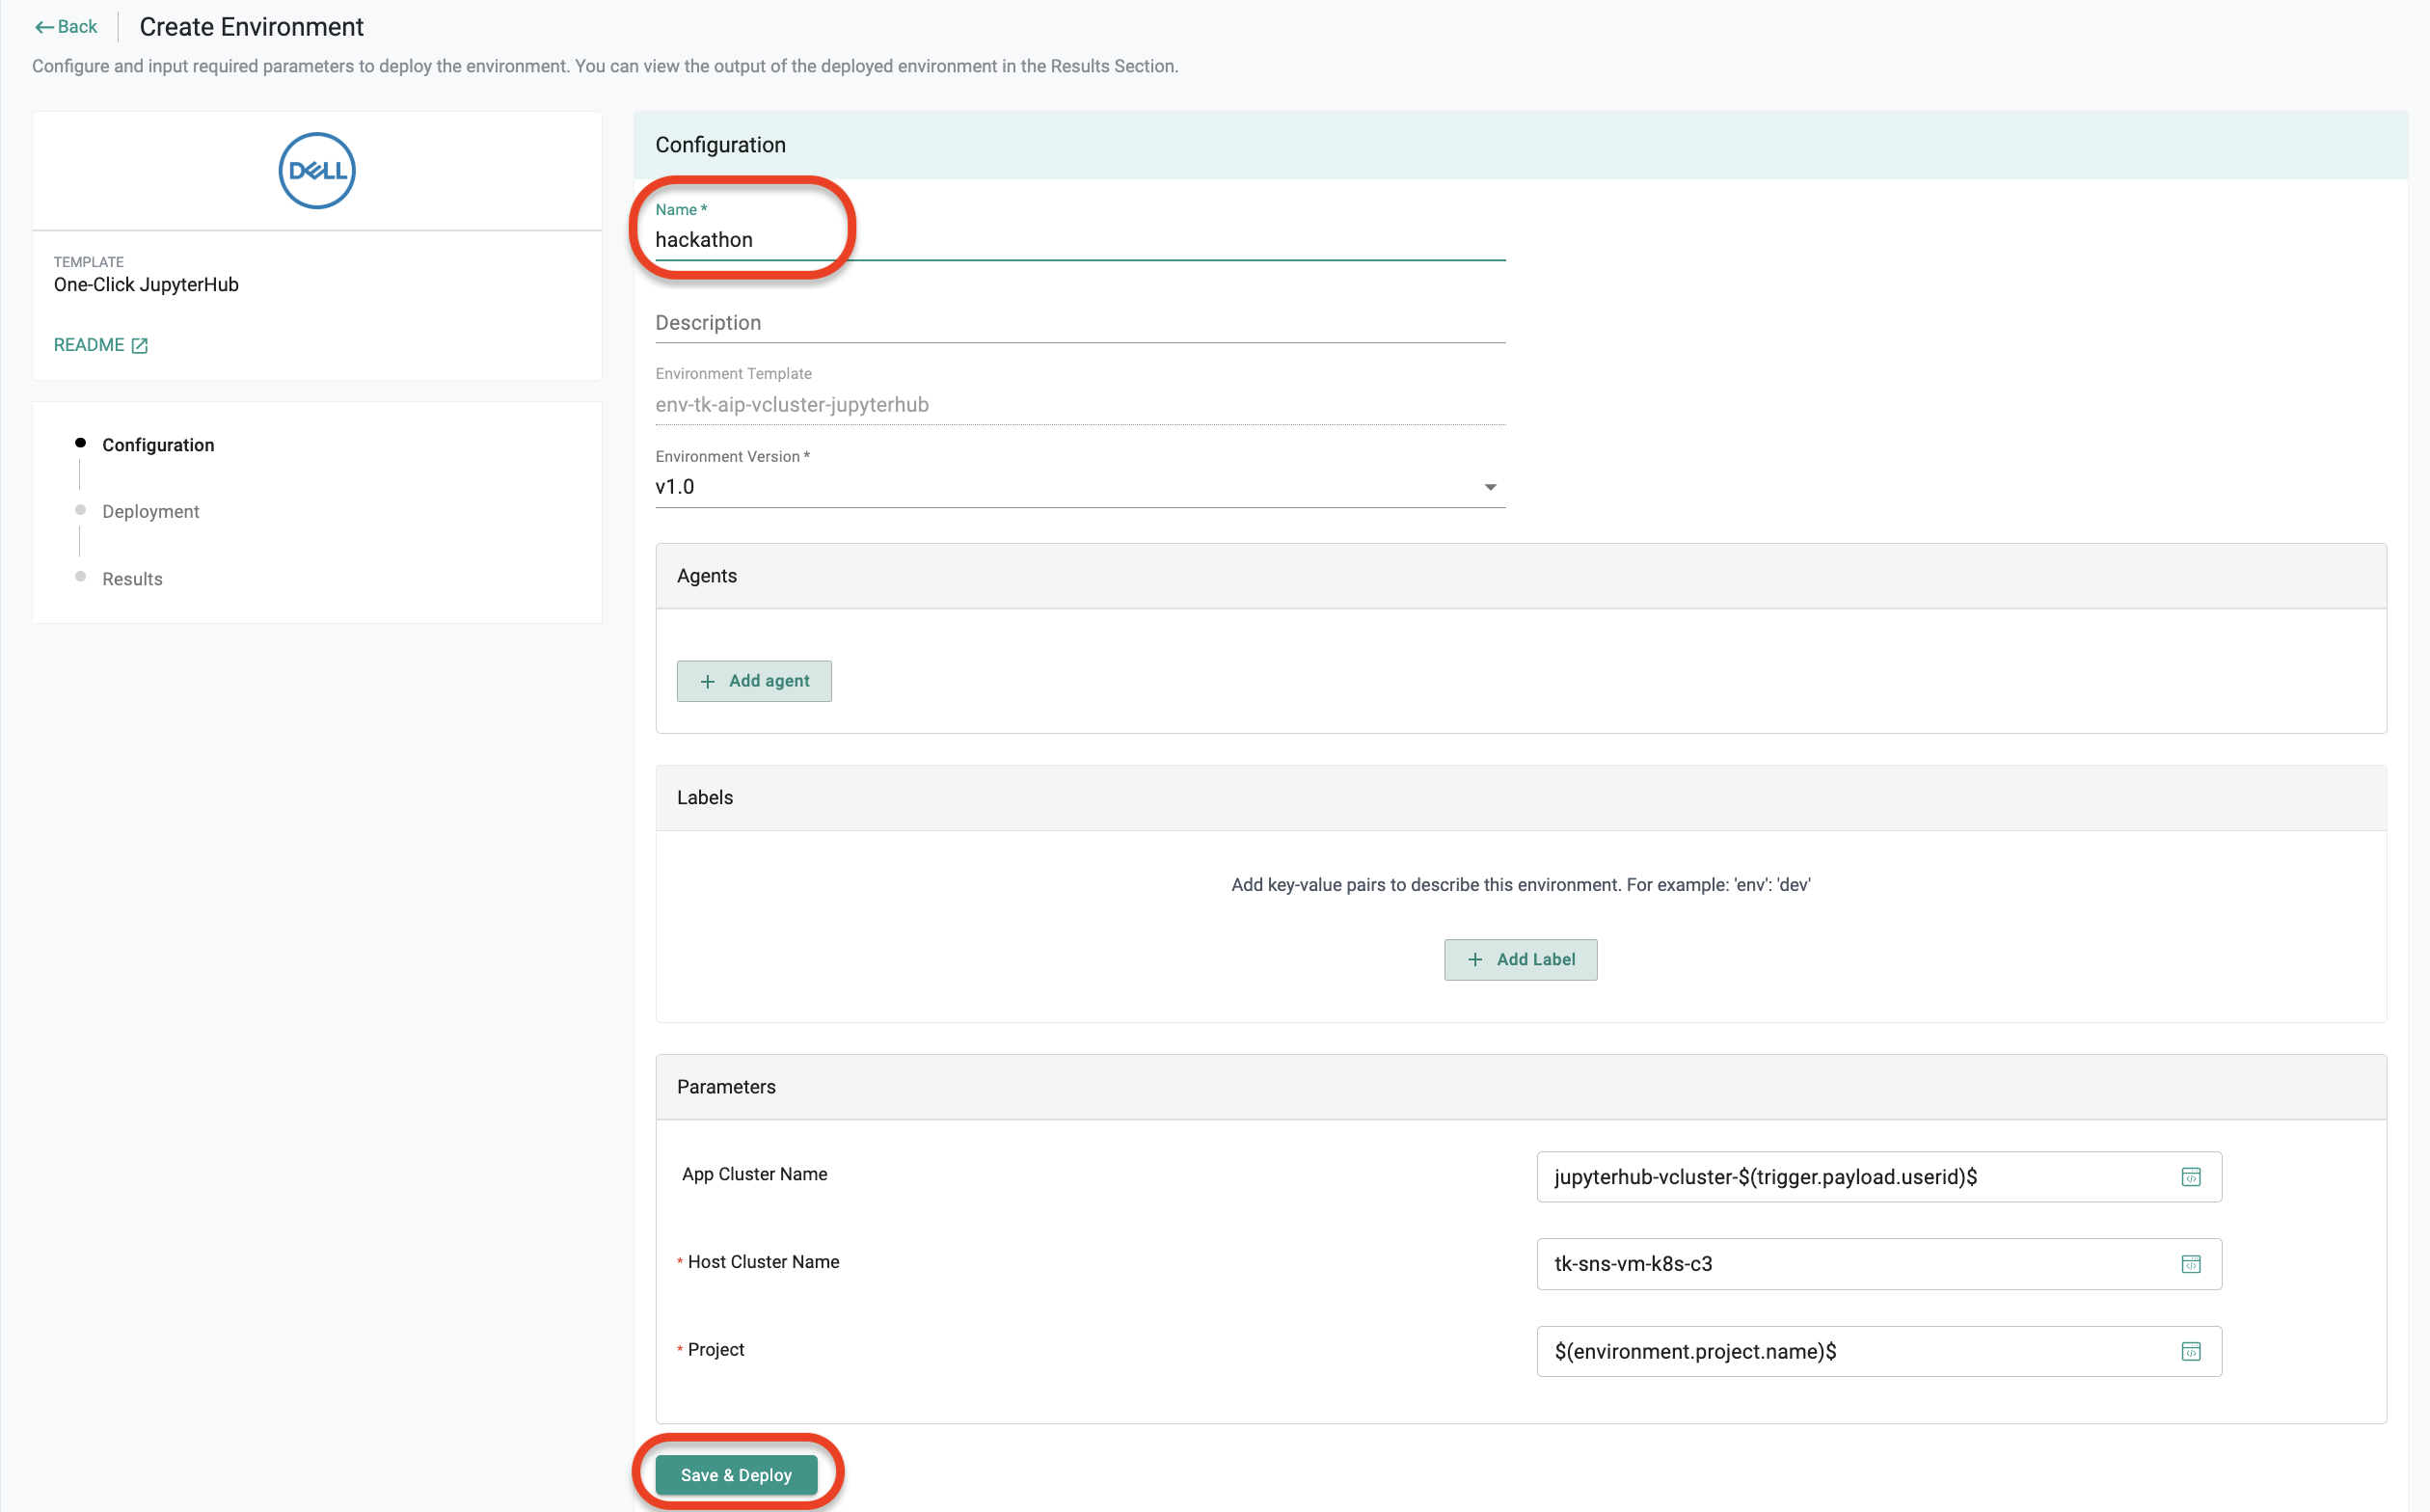 Back
Create Environment
Configure and input required parameters to deploy the environment. You can view the output of the deployed environment in the Results Section.
DELL
TEMPLATE
One-Click JupyterHub
README
Configuration
Deployment
Results
Configuration
Name *
hackathon
Description
Environment Template
env-tk-aip-vcluster-jupyterhub
Environment Version *
v1.0
Agents
+ Add agent
Labels
Add key-value pairs to describe this environment. For example: 'env': 'dev'
+ Add Label
Parameters
App Cluster Name
jupyterhub-vcluster-$(trigger.payload.userid)$
* Host Cluster Name
tk-sns-vm-k8s-c3
* Project
$(environment.project.name)$
Save & Deploy